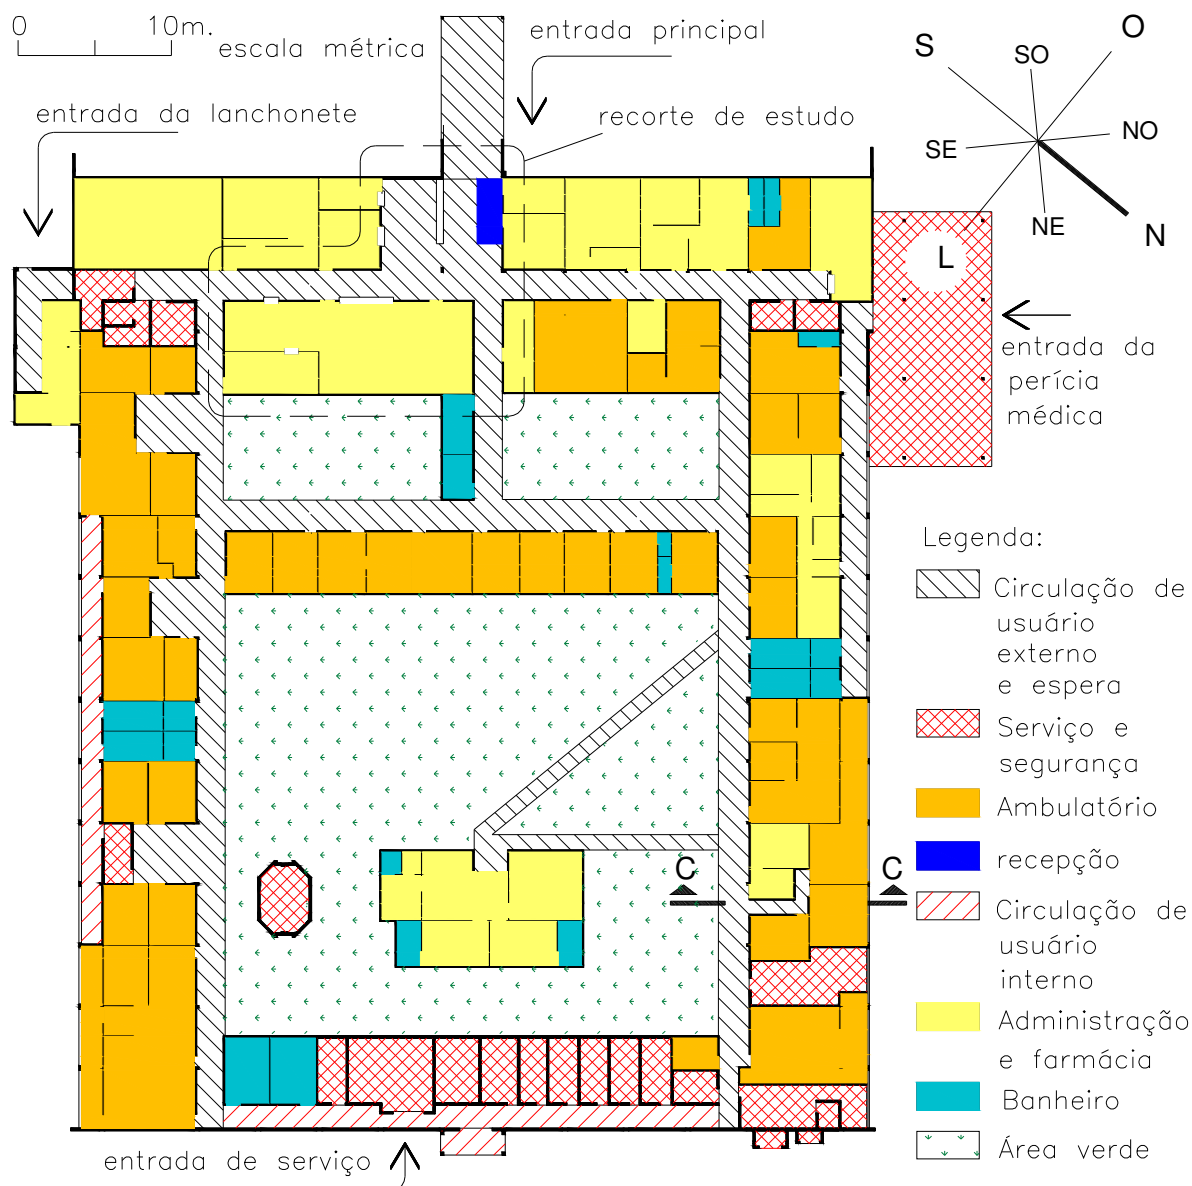 0 10m.
escala métrica
entrada principal
entrada da lanchonete
recorte de estudo
S
SO
O
SE
NO
NE
N
L
entrada da
perícia
médica
Legenda:
Circulação de
usuário
externo
e espera
Serviço e
segurança
Ambulatório
recepção
C
C
Circulação de
usuário
interno
Administração
e farmácia
Banheiro
Área verde
entrada de serviço